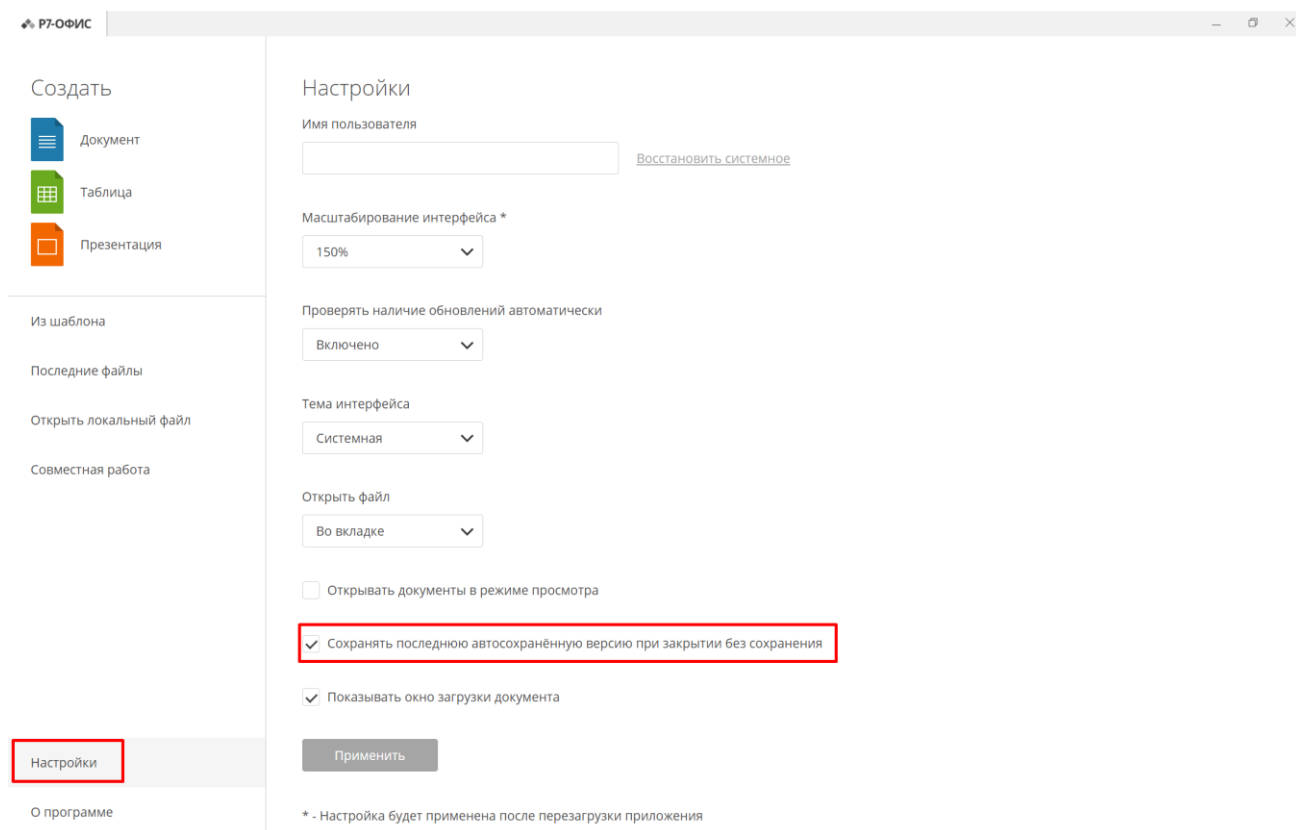 Р7-ОФИС
Создать
Документ
Таблица
Презентация
Из шаблона
Последние файлы
Открыть локальный файл
Совместная работа
Настройки
О программе
Настройки
Имя пользователя
Восстановить системное
Масштабирование интерфейса *
150%
Проверять наличие обновлений автоматически
Включено
Тема интерфейса
Системная
Открыть файл
Во вкладке
Открывать документы в режиме просмотра
Сохранять последнюю автосохранённую версию при закрытии без сохранения
Показывать окно загрузки документа
Применить
* - Настройка будет применена после перезагрузки приложения